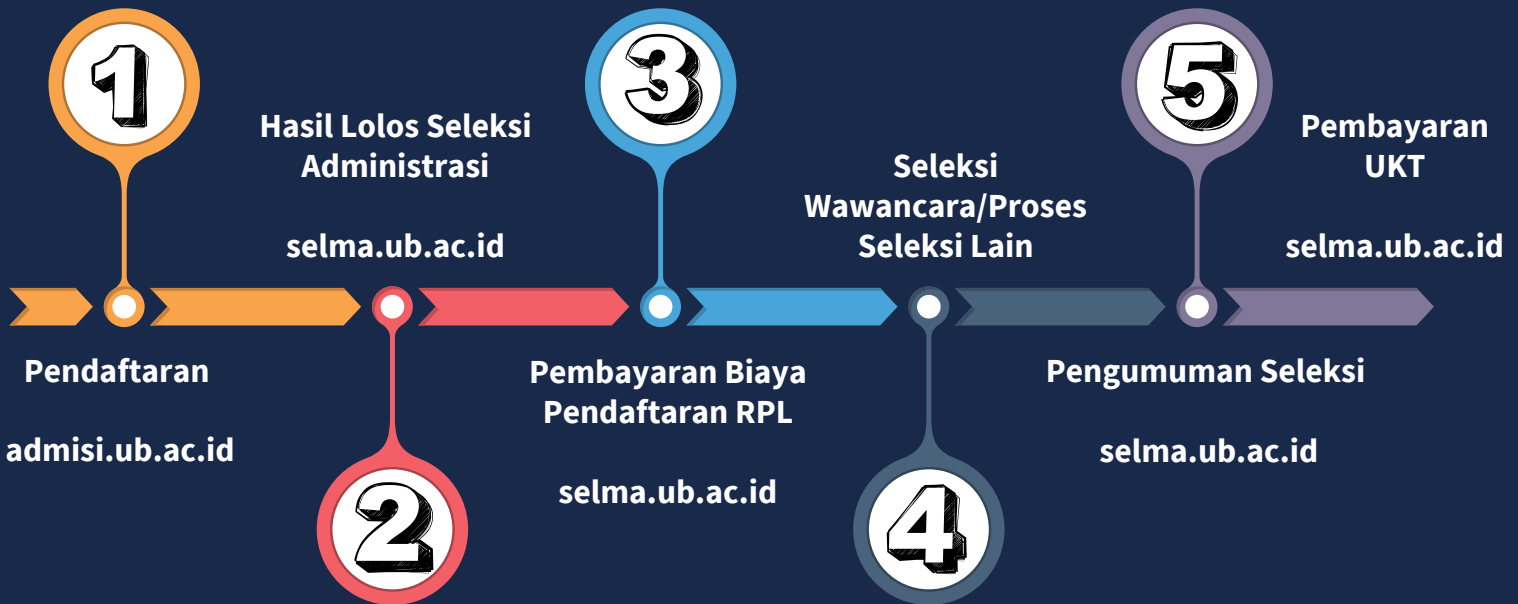 1
Pendaftaran
admisi.ub.ac.id
2
Hasil Lolos Seleksi
Administrasi
selma.ub.ac.id
3
Pembayaran Biaya
Pendaftaran RPL
selma.ub.ac.id
4
Seleksi
Wawancara/Proses
Seleksi Lain
5
Pengumuman Seleksi
selma.ub.ac.id
Pembayaran
UKT
selma.ub.ac.id